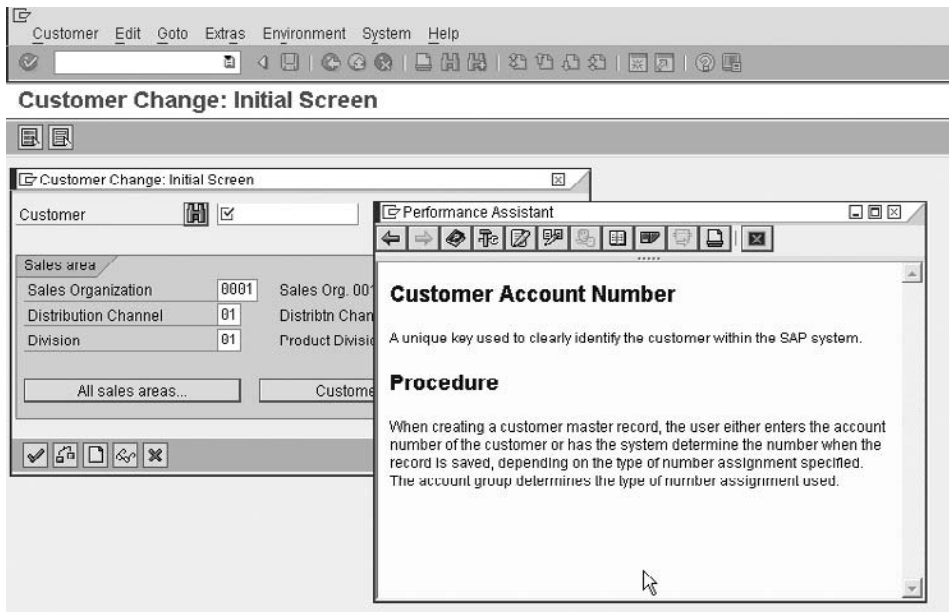 Customer Edit Goto Extras Environment System Help
Customer Change: Initial Screen
Customer Change: Initial Screen
Customer
Sales area
Sales Organization 0001 Sales Org. 001
Distribution Channel 01 Distribtn Chan
Division 01 Product Divisio
All sales areas... Custome
Performance Assistant
Customer Account Number
A unique key used to clearly identify the customer within the SAP system.
Procedure
When creating a customer master record, the user either enters the account
number of the customer or has the system determine the number when the
record is saved, depending on the type of number assignment specified.
The account group determines the type of number assignment used.